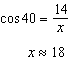 cos 40 = 14/x
x ≈ 18